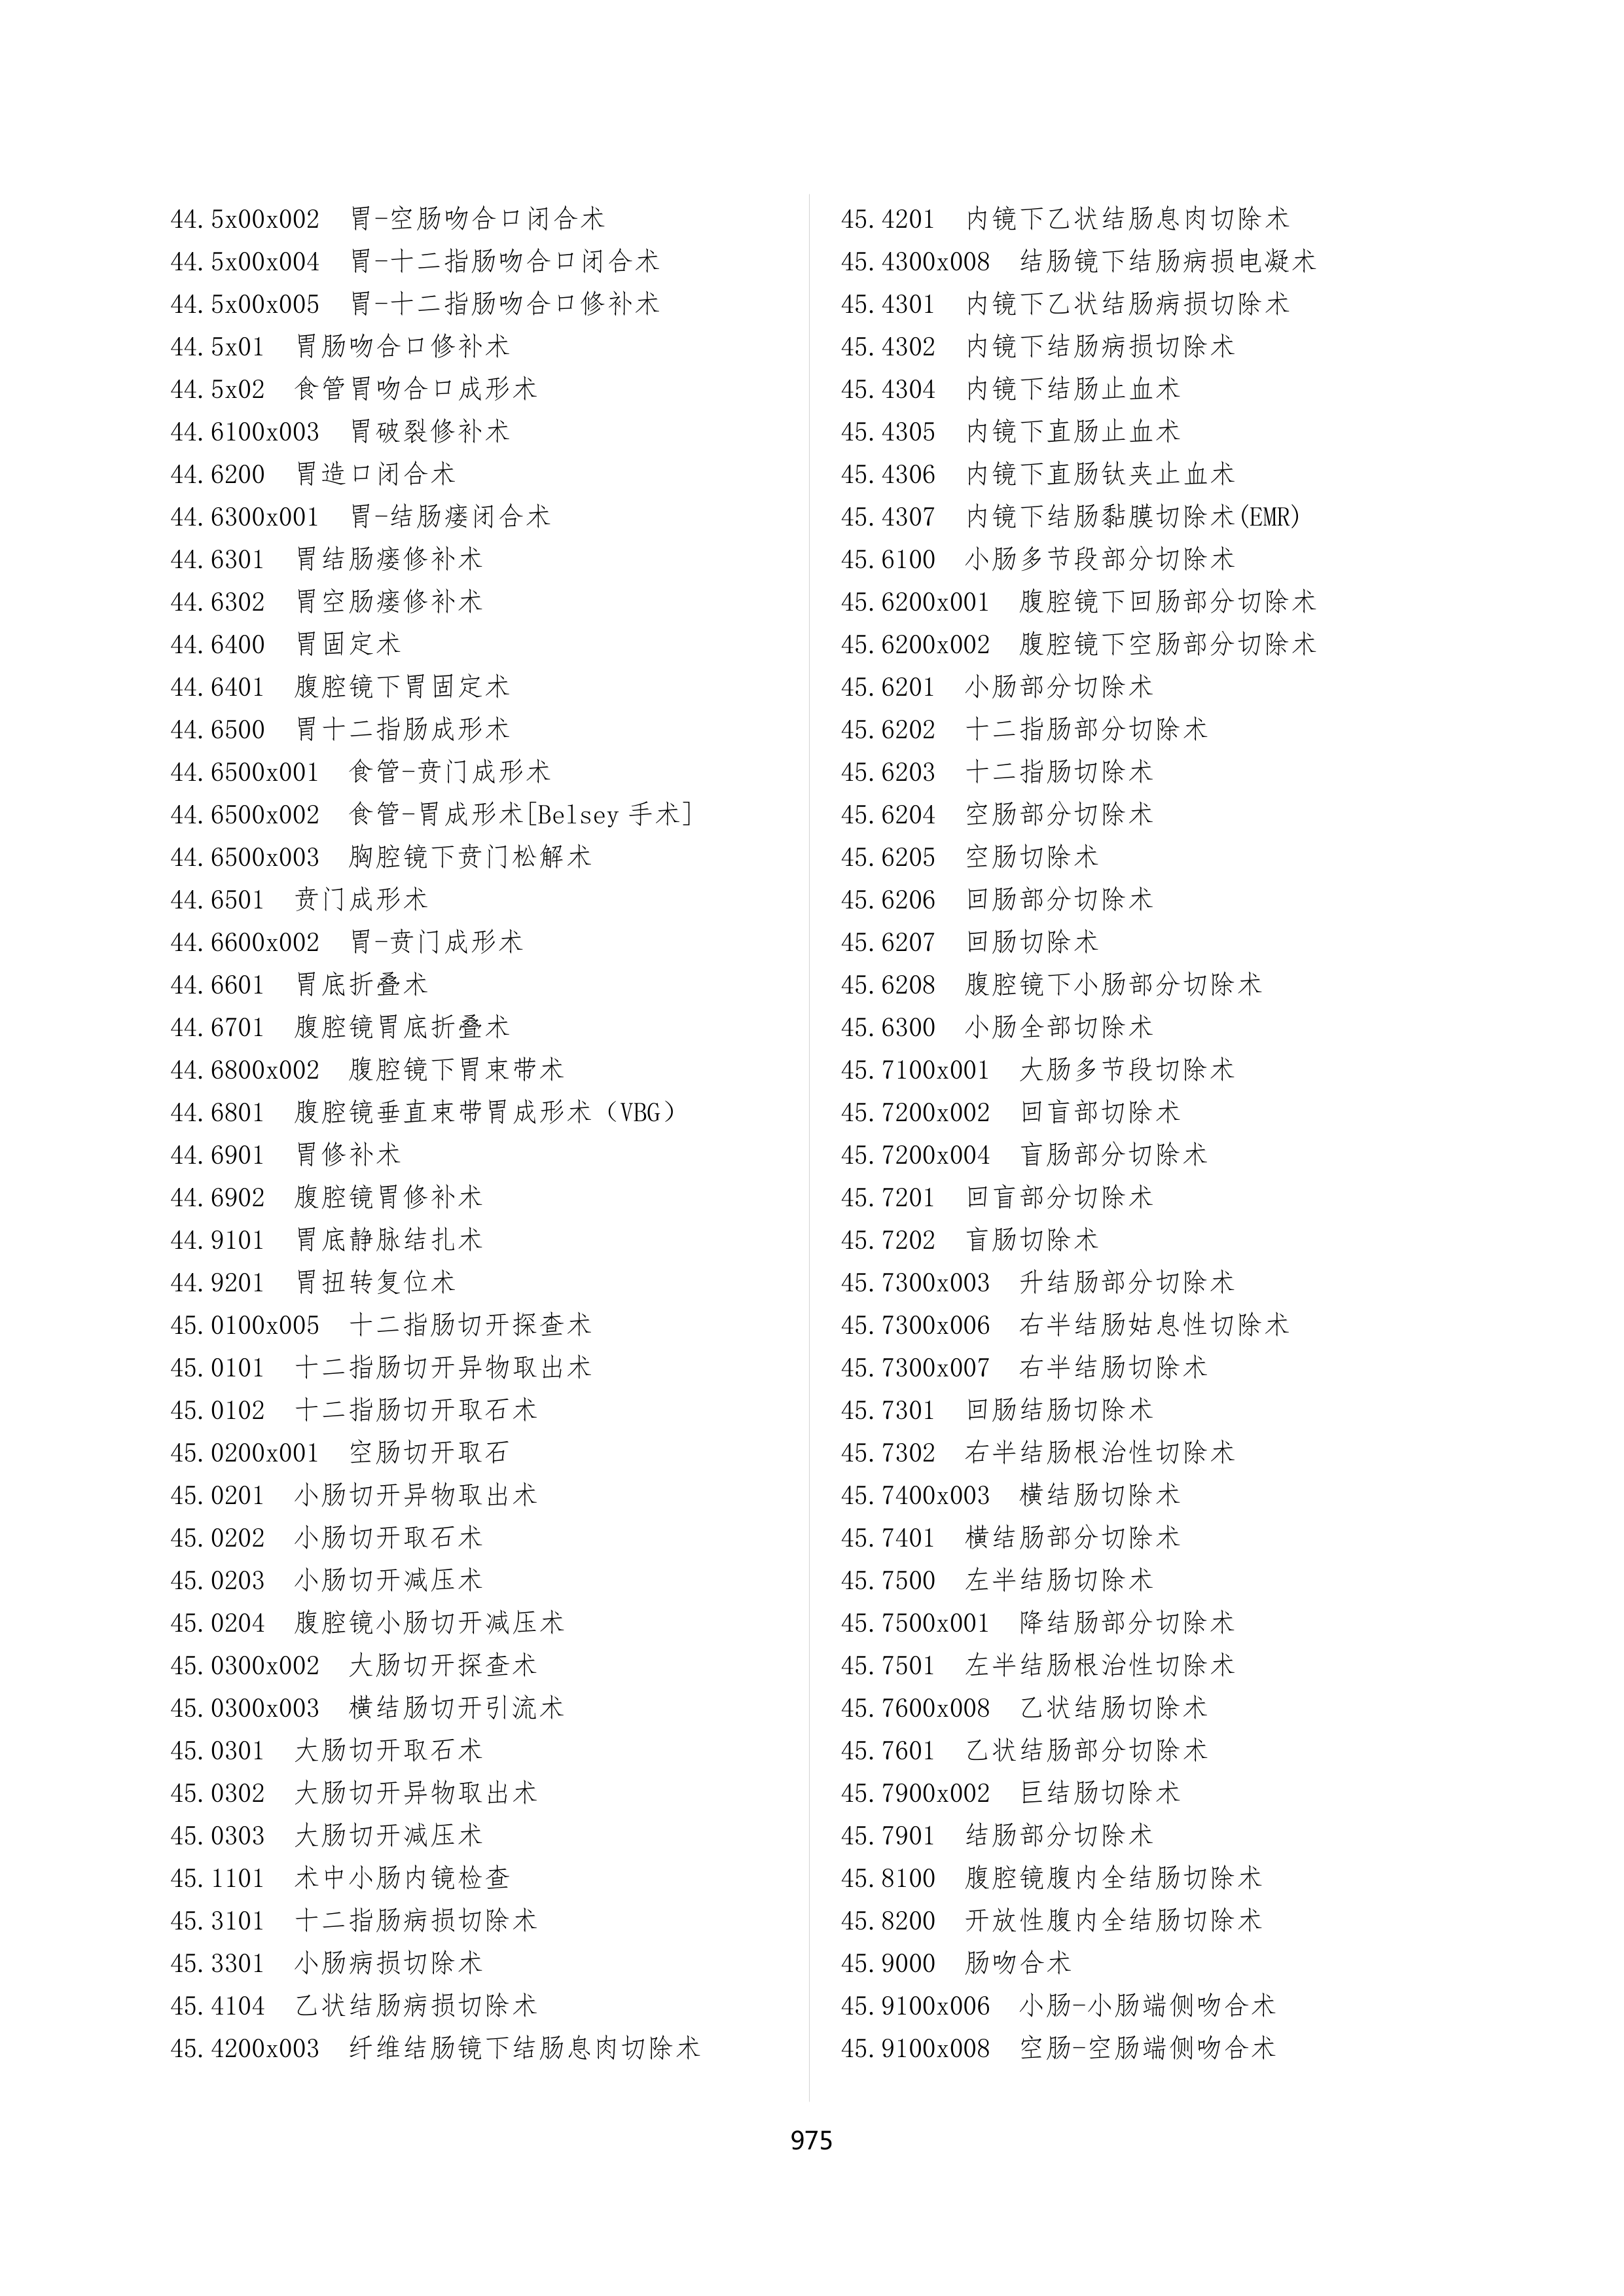 44.5x00x002 胃-空肠吻合口闭合术
44.5x00x004 胃-十二指肠吻合口闭合术
44.5x00x005 胃-十二指肠吻合口修补术
44.5x01 胃肠吻合口修补术
44.5x02 食管胃吻合口成形术
44.6100x003 胃破裂修补术
44.6200 胃造口闭合术
44.6300x001 胃-结肠瘘闭合术
44.6301 胃结肠瘘修补术
44.6302 胃空肠瘘修补术
44.6400 胃固定术
44.6401 腹腔镜下胃固定术
44.6500 胃十二指肠成形术
44.6500x001 食管-贲门成形术
44.6500x002 食管-胃成形术[Belsey 手术]
44.6500x003 胸腔镜下贲门松解术
44.6501 贲门成形术
44.6600x002 胃-贲门成形术
44.6601 胃底折叠术
44.6701 腹腔镜胃底折叠术
44.6800x002 腹腔镜下胃束带术
44.6801 腹腔镜垂直束带胃成形术（VBG）
44.6901 胃修补术
44.6902 腹腔镜胃修补术
44.9101 胃底静脉结扎术
44.9201 胃扭转复位术
45.0100x005 十二指肠切开探查术
45.0101 十二指肠切开异物取出术
45.0102 十二指肠切开取石术
45.0200x001 空肠切开取石
45.0201 小肠切开异物取出术
45.0202 小肠切开取石术
45.0203 小肠切开减压术
45.0204 腹腔镜小肠切开减压术
45.0300x002 大肠切开探查术
45.0300x003 横结肠切开引流术
45.0301 大肠切开取石术
45.0302 大肠切开异物取出术
45.0303 大肠切开减压术
45.1101 术中小肠内镜检查
45.3101 十二指肠病损切除术
45.3301 小肠病损切除术
45.4104 乙状结肠病损切除术
45.4200x003 纤维结肠镜下结肠息肉切除术
45.4201 内镜下乙状结肠息肉切除术
45.4300x008 结肠镜下结肠病损电凝术
45.4301 内镜下乙状结肠病损切除术
45.4302 内镜下结肠病损切除术
45.4304 内镜下结肠止血术
45.4305 内镜下直肠止血术
45.4306 内镜下直肠钛夹止血术
45.4307 内镜下结肠黏膜切除术(EMR)
45.6100 小肠多节段部分切除术
45.6200x001 腹腔镜下回肠部分切除术
45.6200x002 腹腔镜下空肠部分切除术
45.6201 小肠部分切除术
45.6202 十二指肠部分切除术
45.6203 十二指肠切除术
45.6204 空肠部分切除术
45.6205 空肠切除术
45.6206 回肠部分切除术
45.6207 回肠切除术
45.6208 腹腔镜下小肠部分切除术
45.6300 小肠全部切除术
45.7100x001 大肠多节段切除术
45.7200x002 回盲部切除术
45.7200x004 盲肠部分切除术
45.7201 回盲部分切除术
45.7202 盲肠切除术
45.7300x003 升结肠部分切除术
45.7300x006 右半结肠姑息性切除术
45.7300x007 右半结肠切除术
45.7301 回肠结肠切除术
45.7302 右半结肠根治性切除术
45.7400x003 横结肠切除术
45.7401 横结肠部分切除术
45.7500 左半结肠切除术
45.7500x001 降结肠部分切除术
45.7501 左半结肠根治性切除术
45.7600x008 乙状结肠切除术
45.7601 乙状结肠部分切除术
45.7900x002 巨结肠切除术
45.7901 结肠部分切除术
45.8100 腹腔镜腹内全结肠切除术
45.8200 开放性腹内全结肠切除术
45.9000 肠吻合术
45.9100x006 小肠-小肠端侧吻合术
45.9100x008 空肠-空肠端侧吻合术
975